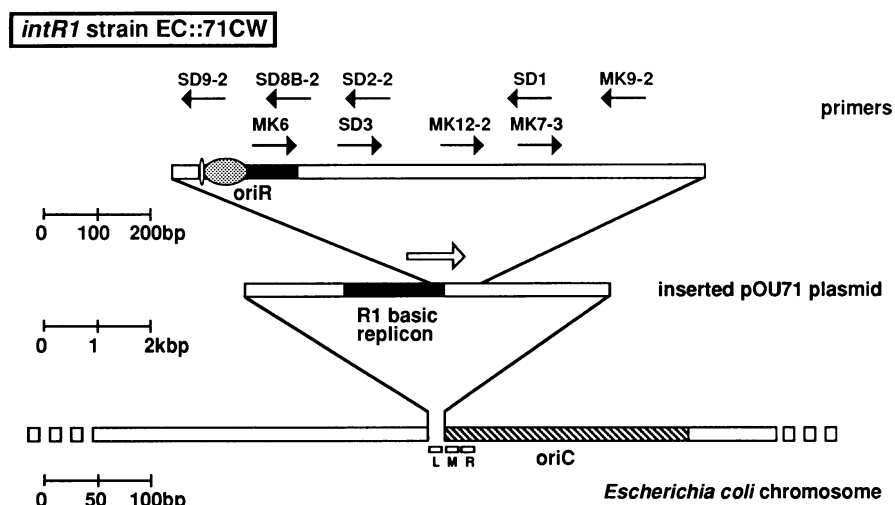 intR1 strain EC::71CW
SD9-2 SD8B-2 SD2-2 SD1 MK9-2
primers
MK6 SD3 MK12-2 MK7-3
oriR
0 100 200bp
inserted pOU71 plasmid
R1 basic
replicon
0 1 2kbp
L M R oriC
0 50 100bp
Escherichia coli chromosome